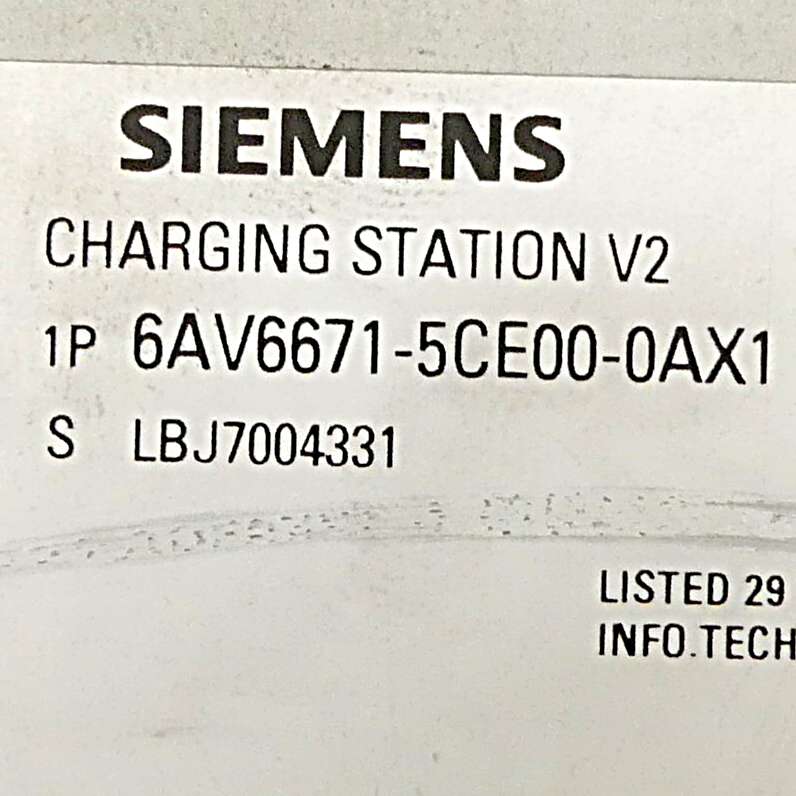 SIEMENS
CHARGING STATION V2
1P 6AV6671-5CE00-0AX1
S LBJ7004331
LISTED 29
INFO.TECH